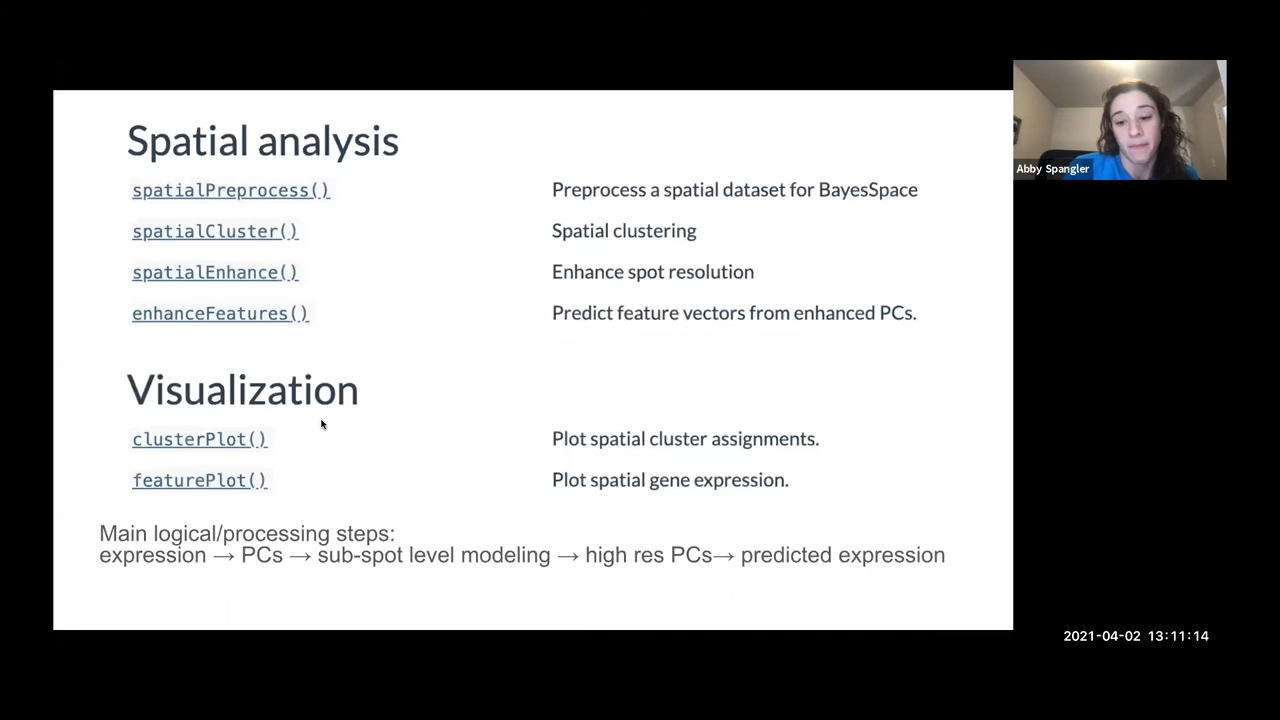 Spatial analysis
spatialPreprocess() Preprocess a spatial dataset for BayesSpace
spatialCluster() Spatial clustering
spatialEnhance() Enhance spot resolution
enhanceFeatures() Predict feature vectors from enhanced PCs.
Visualization
clusterPlot() Plot spatial cluster assignments.
featurePlot() Plot spatial gene expression.
Main logical/processing steps:
expression → PCs → sub-spot level modeling → high res PCs→ predicted expression
Abby Spangler
2021-04-02 13:11:14